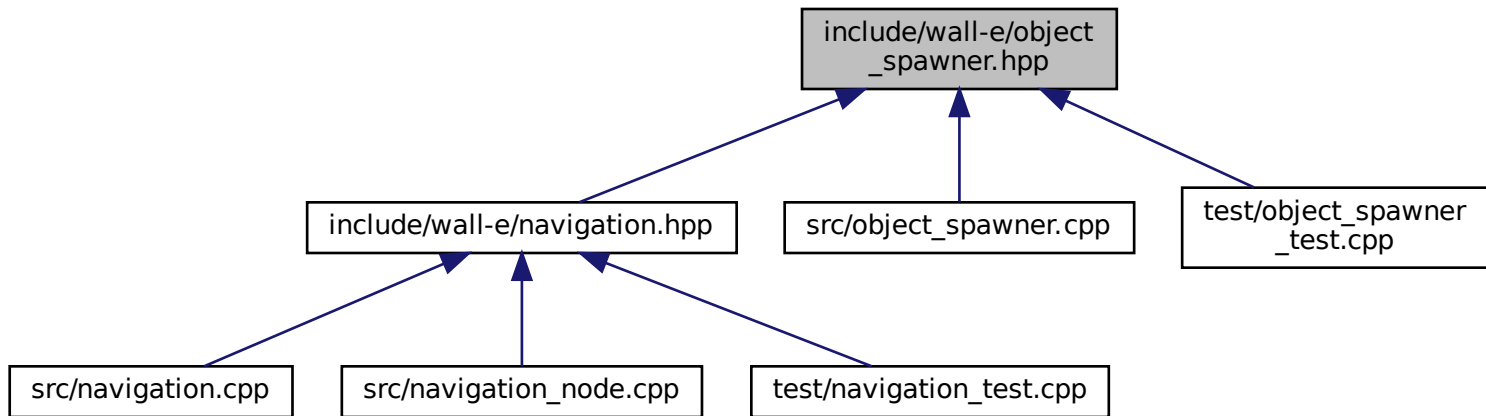 include/wall-e/object
_spawner.hpp
include/wall-e/navigation.hpp
src/object_spawner.cpp
test/object_spawner
_test.cpp
src/navigation.cpp
src/navigation_node.cpp
test/navigation_test.cpp